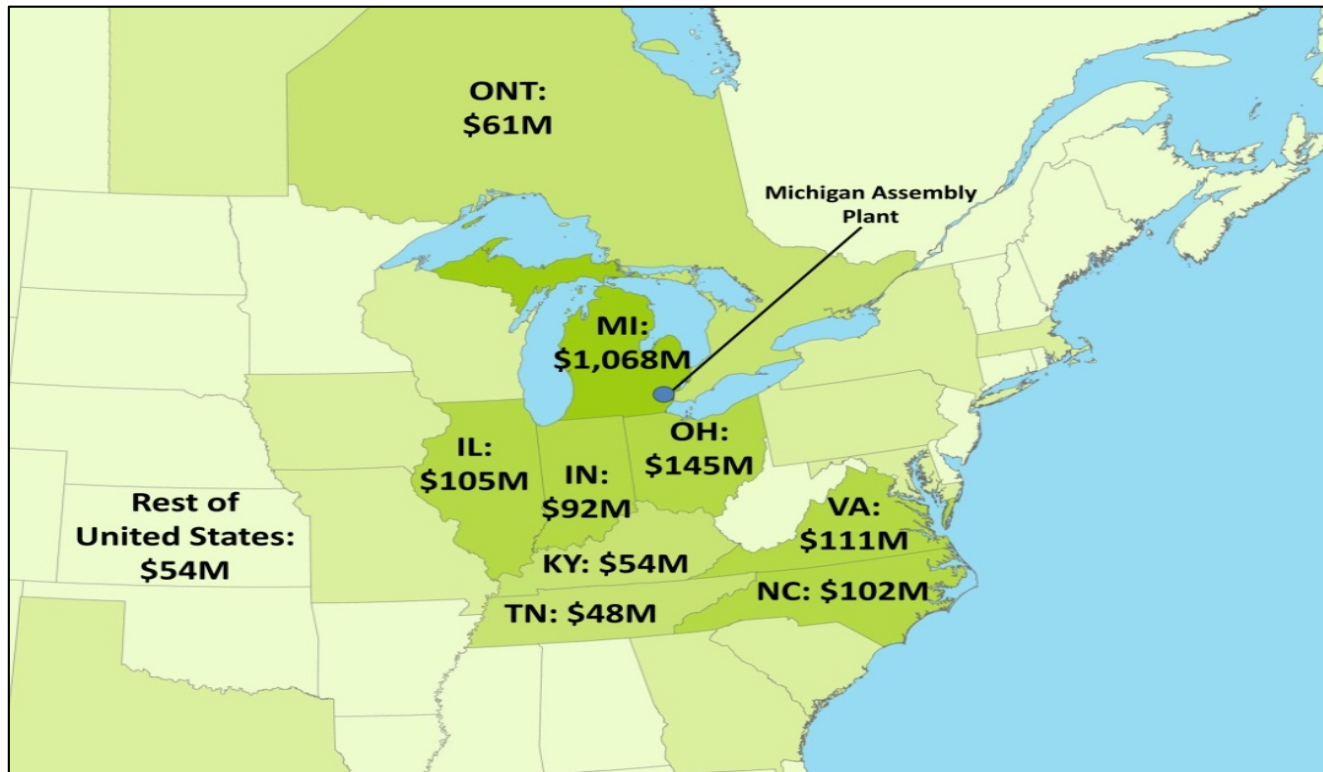 ONT:
$61M
Michigan Assembly
Plant
MI:
$1,068M
IL:
$105M
IN:
$92M
OH:
$145M
Rest of
United States:
$54M
VA:
$111M
KY: $54M
NC: $102M
TN: $48M